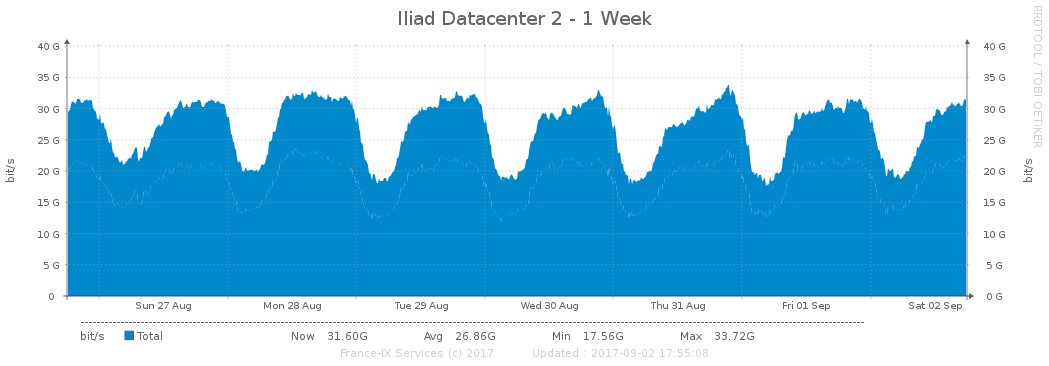 Iliad Datacenter 2 - 1 Week
RRDTOOL / TOBI OETIKER
40 G 40 G
35 G 35 G
30 G 30 G
25 G 25 G
20 G 20 G
15 G 15 G
10 G 10 G
5 G 5 G
0 0 G
bit/s bit/s
Sun 27 Aug Mon 28 Aug Tue 29 Aug Wed 30 Aug Thu 31 Aug Fri 01 Sep Sat 02 Sep
bit/s Total Now 31.60G Avg 26.86G Min 17.56G Max 33.72G
France-IX Services (c) 2017 Updated : 2017-09-02 17:55:08